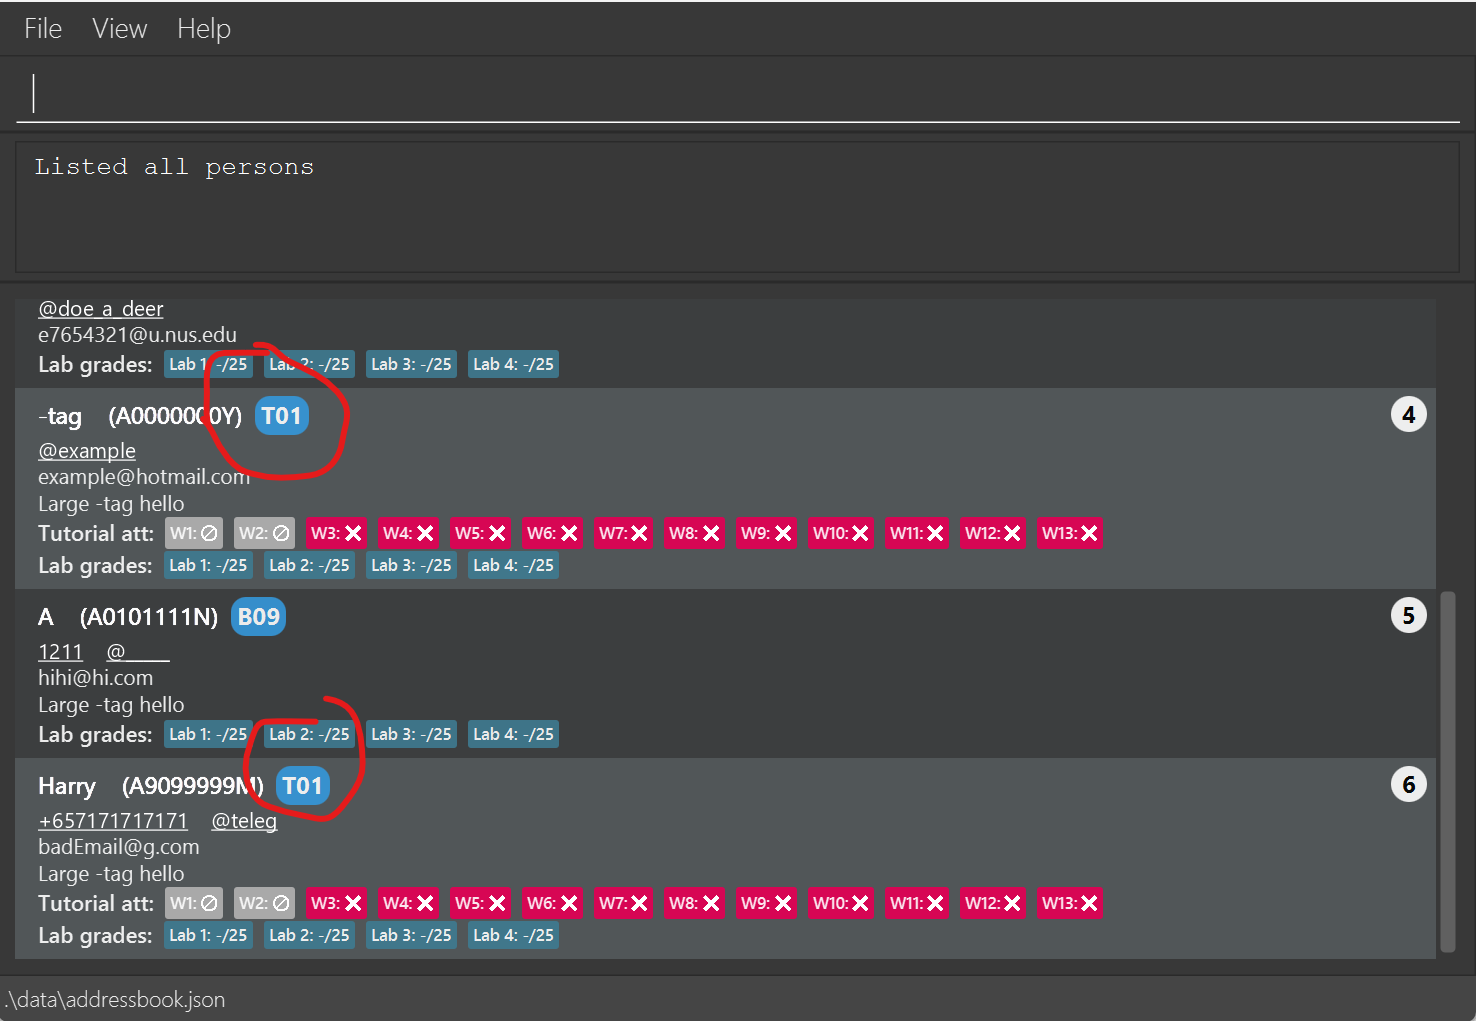 File View Help
Listed all persons
@doe_a_deer
e7654321@u.nus.edu
Lab grades: Lab 1: -/25 Lab 2: -/25 Lab 3: -/25 Lab 4: -/25
-tag (A0000000Y) T01 4
@example
example@hotmail.com
Large -tag hello
Tutorial att: W1: W2: W3: W4: W5: W6: W7: W8: W9: W10: W11: W12: W13:
Lab grades: Lab 1: -/25 Lab 2: -/25 Lab 3: -/25 Lab 4: -/25
A (A0101111N) B09 5
1211 @_____
hihi@hi.com
Large -tag hello
Lab grades: Lab 1: -/25 Lab 2: -/25 Lab 3: -/25 Lab 4: -/25
Harry (A9099999M) T01 6
+657171717171 @teleg
badEmail@g.com
Large -tag hello
Tutorial att: W1: W2: W3: W4: W5: W6: W7: W8: W9: W10: W11: W12: W13:
Lab grades: Lab 1: -/25 Lab 2: -/25 Lab 3: -/25 Lab 4: -/25
.\data\addressbook.json